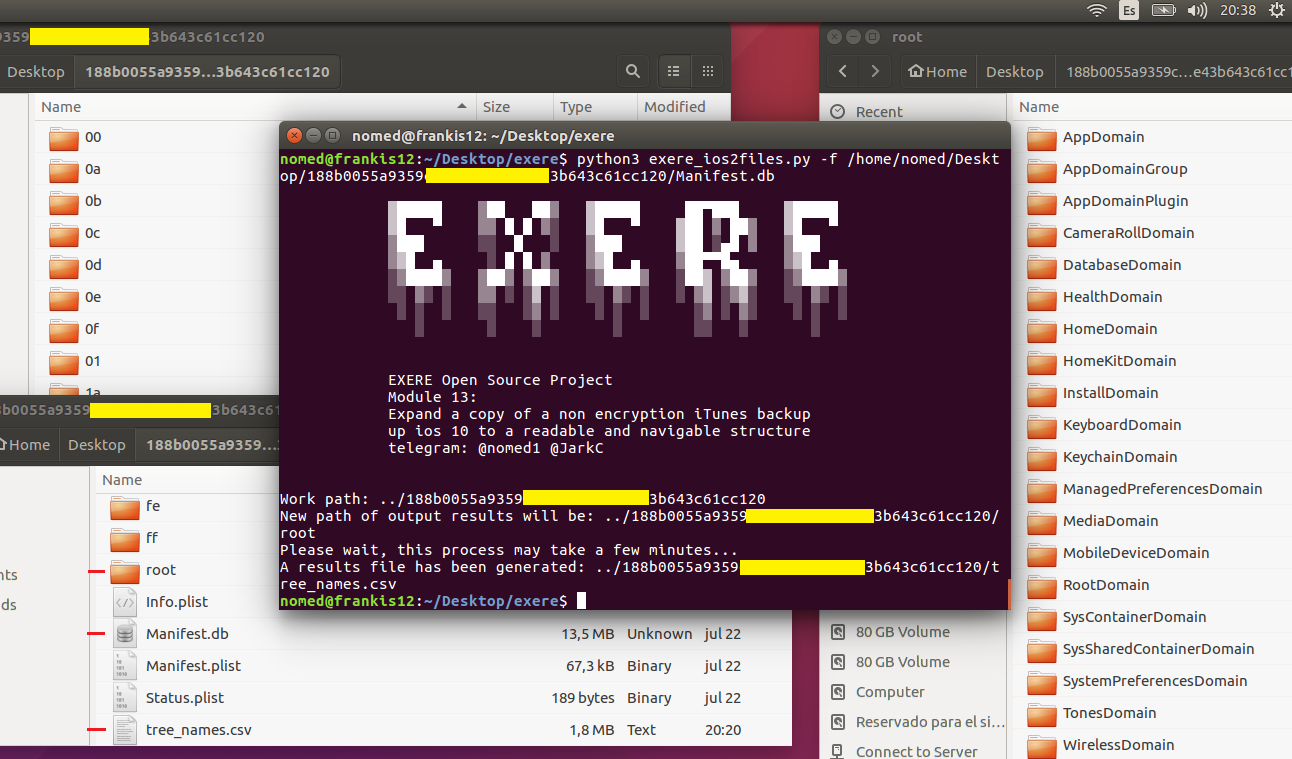 Es
20:38
9359 3b643c61cc120
Desktop 188b0055a9359...3b643c61cc120
Name Size Type Modified
00
0a
0b
0c
0d
0e
0f
01
1a
root
Home Desktop 188b0055a9359c...e43b643c61cc1
Recent
Name
AppDomain
AppDomainGroup
AppDomainPlugin
CameraRollDomain
DatabaseDomain
HealthDomain
HomeDomain
HomeKitDomain
InstallDomain
KeyboardDomain
KeychainDomain
ManagedPreferencesDomain
MediaDomain
MobileDeviceDomain
RootDomain
SysContainerDomain
SysSharedContainerDomain
SystemPreferencesDomain
TonesDomain
WirelessDomain
80 GB Volume
80 GB Volume
Computer
Reservado para el si...
Connect to Server
nomed@frankis12: ~/Desktop/exere
nomed@frankis12:~/Desktop/exere$ python3 exere_ios2files.py -f /home/nomed/Deskt
op/188b0055a9359 3b643c61cc120/Manifest.db
EXERE
EXERE Open Source Project
Module 13:
Expand a copy of a non encryption iTunes backup
up ios 10 to a readable and navigable structure
telegram: @nomed1 @JarkC
Work path: ../188b0055a9359 3b643c61cc120
New path of output results will be: ../188b0055a9359 3b643c61cc120/
root
Please wait, this process may take a few minutes...
A results file has been generated: ../188b0055a9359 3b643c61cc120/t
ree_names.csv
nomed@frankis12:~/Desktop/exere$
b0055a9359 3b643c61
Home Desktop 188b0055a9359...
Name
fe
ff
root
Info.plist
Manifest.db 13,5 MB Unknown jul 22
Manifest.plist 67,3 kB Binary jul 22
Status.plist 189 bytes Binary jul 22
tree_names.csv 1,8 MB Text 20:20
nts
ds